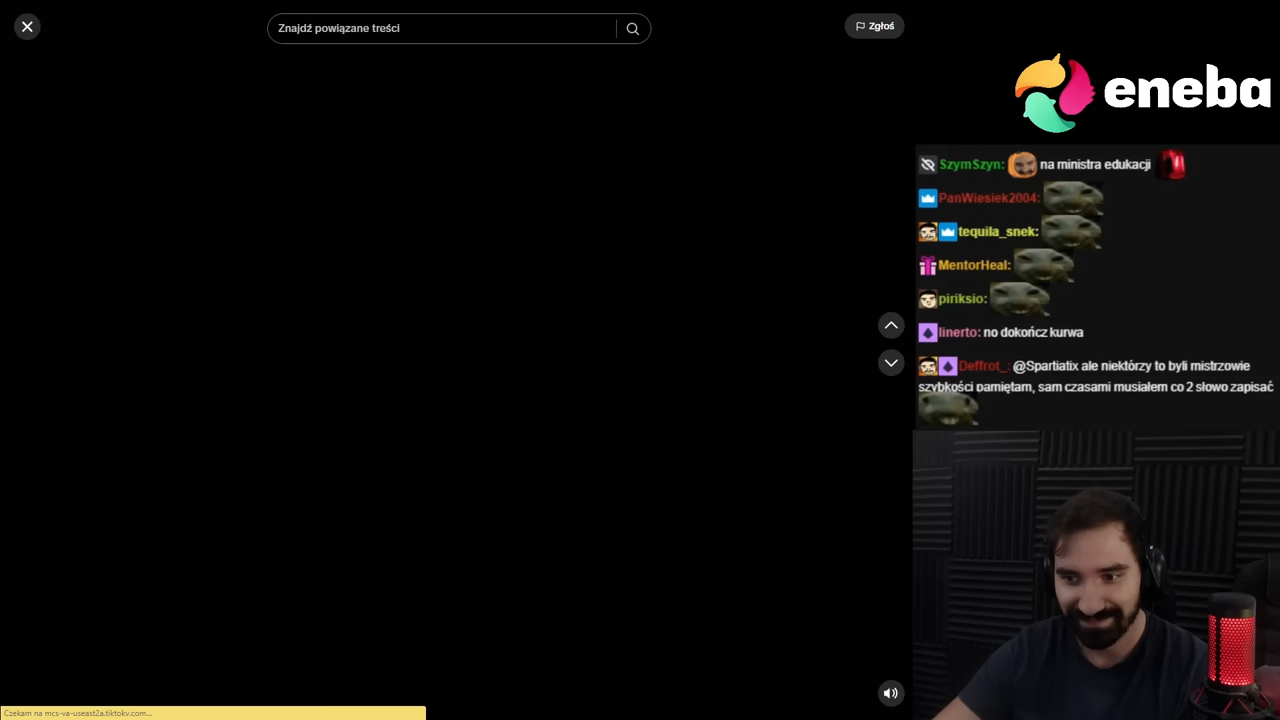 Znajdź powiązane treści
Zgłoś
eneba
SzymSzyn: na ministra edukacji
PanWiesiek2004:
tequila_snek:
MentorHeal:
piriksio:
linerto: no dokończ kurwa
Deffrot_: @Spartiatix ale niektórzy to byli mistrzowie
szybkości pamiętam, sam czasami musiałem co 2 słowo zapisać
Czekam na mcs-va-useast2a.tiktokv.com...